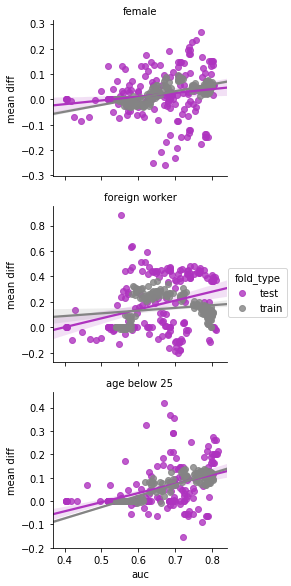 female
0.3
0.2
0.1
0.0
−0.1
−0.2
−0.3
mean diff
foreign worker
0.8
0.6
0.4
0.2
0.0
−0.2
mean diff
fold_type
test
train
age below 25
0.4
0.3
0.2
0.1
0.0
−0.1
−0.2
mean diff
0.4 0.5 0.6 0.7 0.8
auc